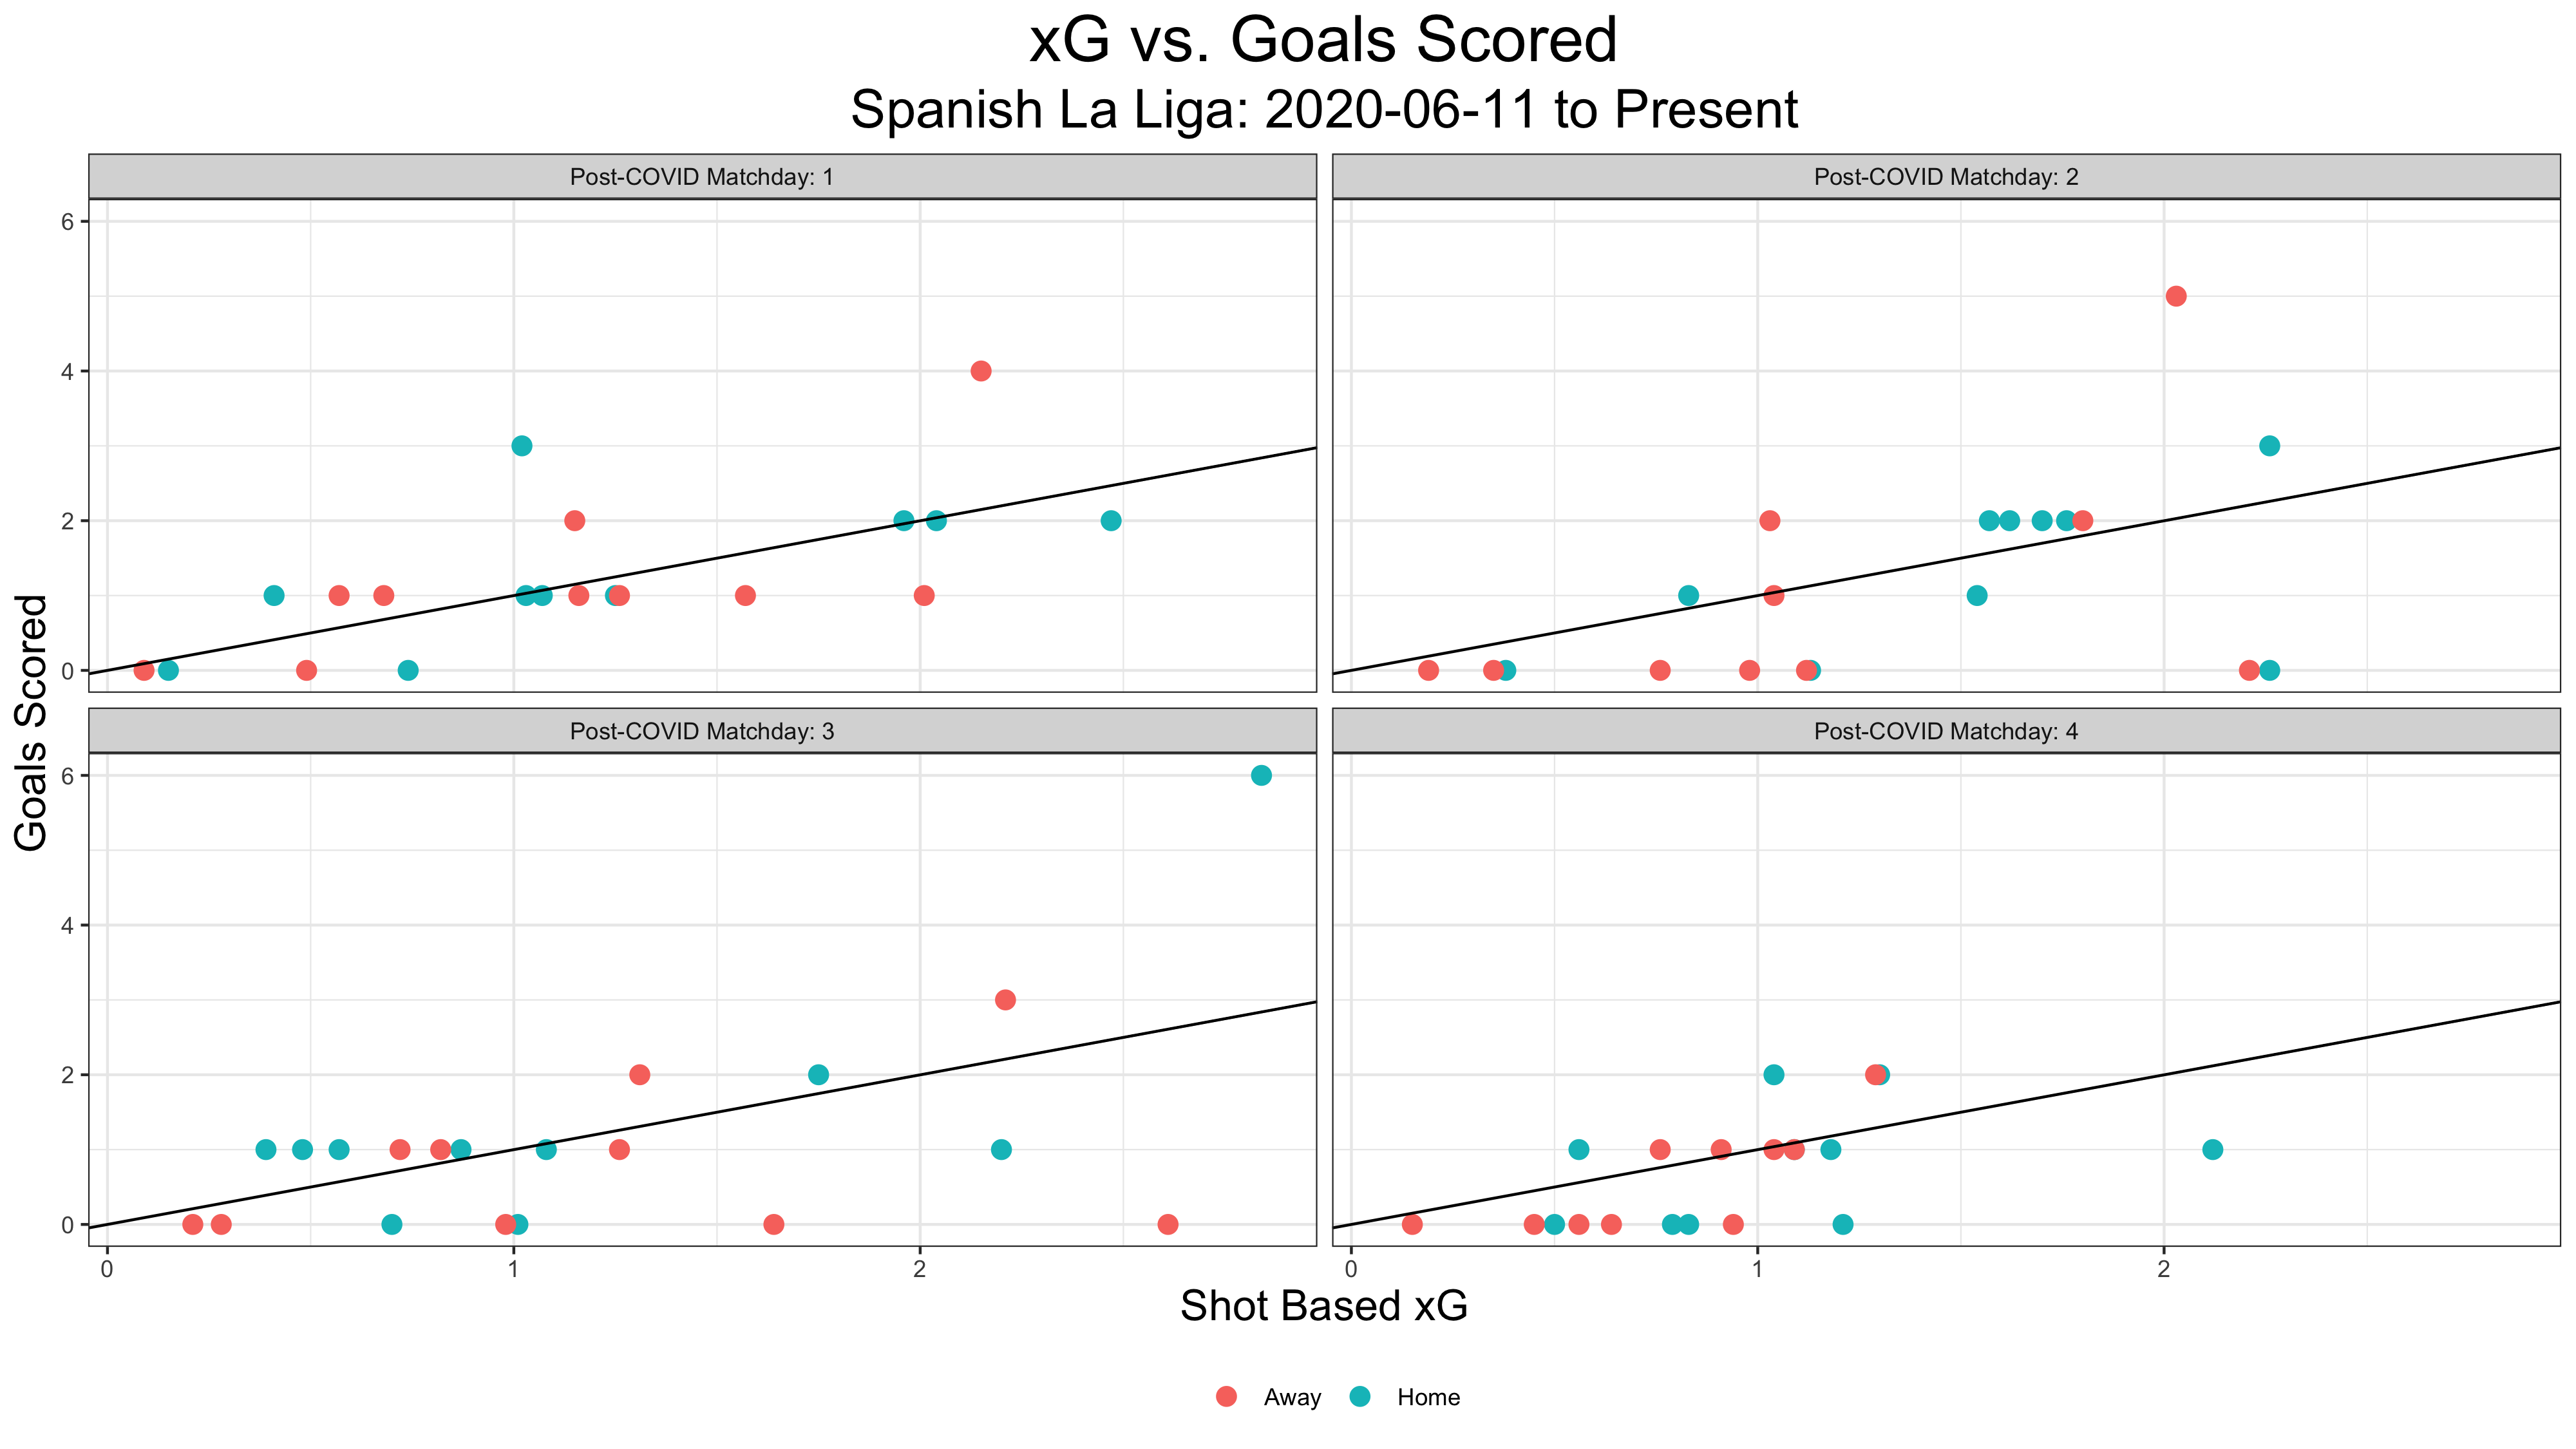 xG vs. Goals Scored
Spanish La Liga: 2020-06-11 to Present
Post-COVID Matchday: 1
Post-COVID Matchday: 2
6
4
2
0
Goals Scored
Post-COVID Matchday: 3
Post-COVID Matchday: 4
6
4
2
0
0
1
2
0
1
2
Shot Based xG
Away
Home